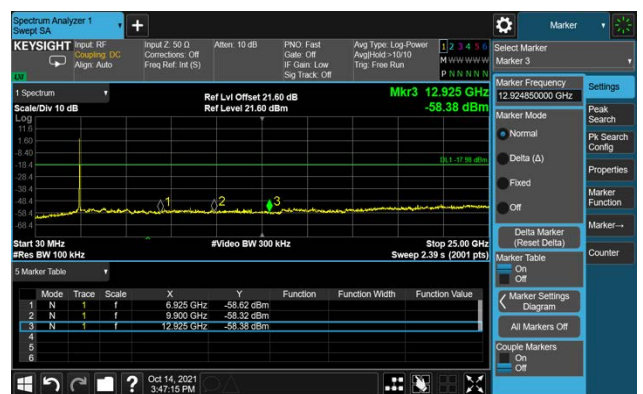 Spectrum Analyzer 1
Swept SA
Marker
KEYSIGHT
Input: RF
Coupling: DC
Align: Auto
Input Z: 50 Ω
Corrections: Off
Freq Ref: Int (S)
Atten: 10 dB
PNO: Fast
Gate: Off
IF Gain: Low
Sig Track: Off
Avg Type: Log-Power
Avg|Hold:>10/10
Trig: Free Run
1 2 3 4 5 6
M W W W W W
P N N N N N
LVI
Select Marker
Marker 3
1 Spectrum
Scale/Div 10 dB
Log
Ref Lvl Offset 21.60 dB
Ref Level 21.60 dBm
Mkr3 12.925 GHz
-58.38 dBm
11.6
1.60
-8.40
-18.4
-28.4
-38.4
-48.4
-58.4
-68.4
DL1 -17.98 dBm
1
2
3
Start 30 MHz
#Res BW 100 kHz
#Video BW 300 kHz
Stop 25.00 GHz
Sweep 2.39 s (2001 pts)
5 Marker Table
Mode Trace Scale X Y Function Function Width Function Value
1 N 1 f 6.925 GHz -58.62 dBm
2 N 1 f 9.900 GHz -58.32 dBm
3 N 1 f 12.925 GHz -58.38 dBm
4
5
6
Marker Frequency
12.924850000 GHz
Marker Mode
Normal
Delta (Δ)
Fixed
Off
Delta Marker
(Reset Delta)
Marker Table
On
Off
Marker Settings
Diagram
All Markers Off
Couple Markers
On
Off
Settings
Peak
Search
Pk Search
Config
Properties
Marker
Function
Marker→
Counter
?
Oct 14, 2021
3:47:15 PM